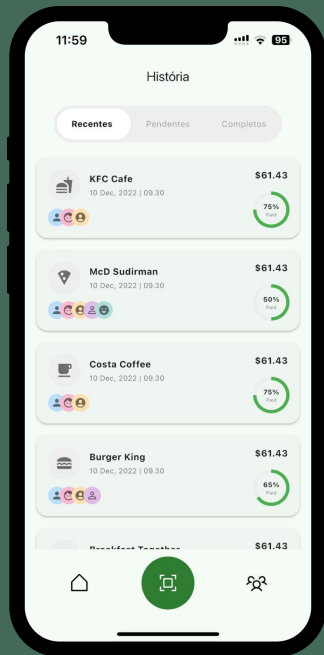 11:59
95
História
Recentes Pendentes Completos
KFC Cafe $61.43
10 Dec, 2022 | 09.30
75%
Paid
McD Sudirman $61.43
10 Dec, 2022 | 09.30
50%
Paid
Costa Coffee $61.43
10 Dec, 2022 | 09.30
75%
Paid
Burger King $61.43
10 Dec, 2022 | 09.30
65%
Paid
Breakfast Together $61.43